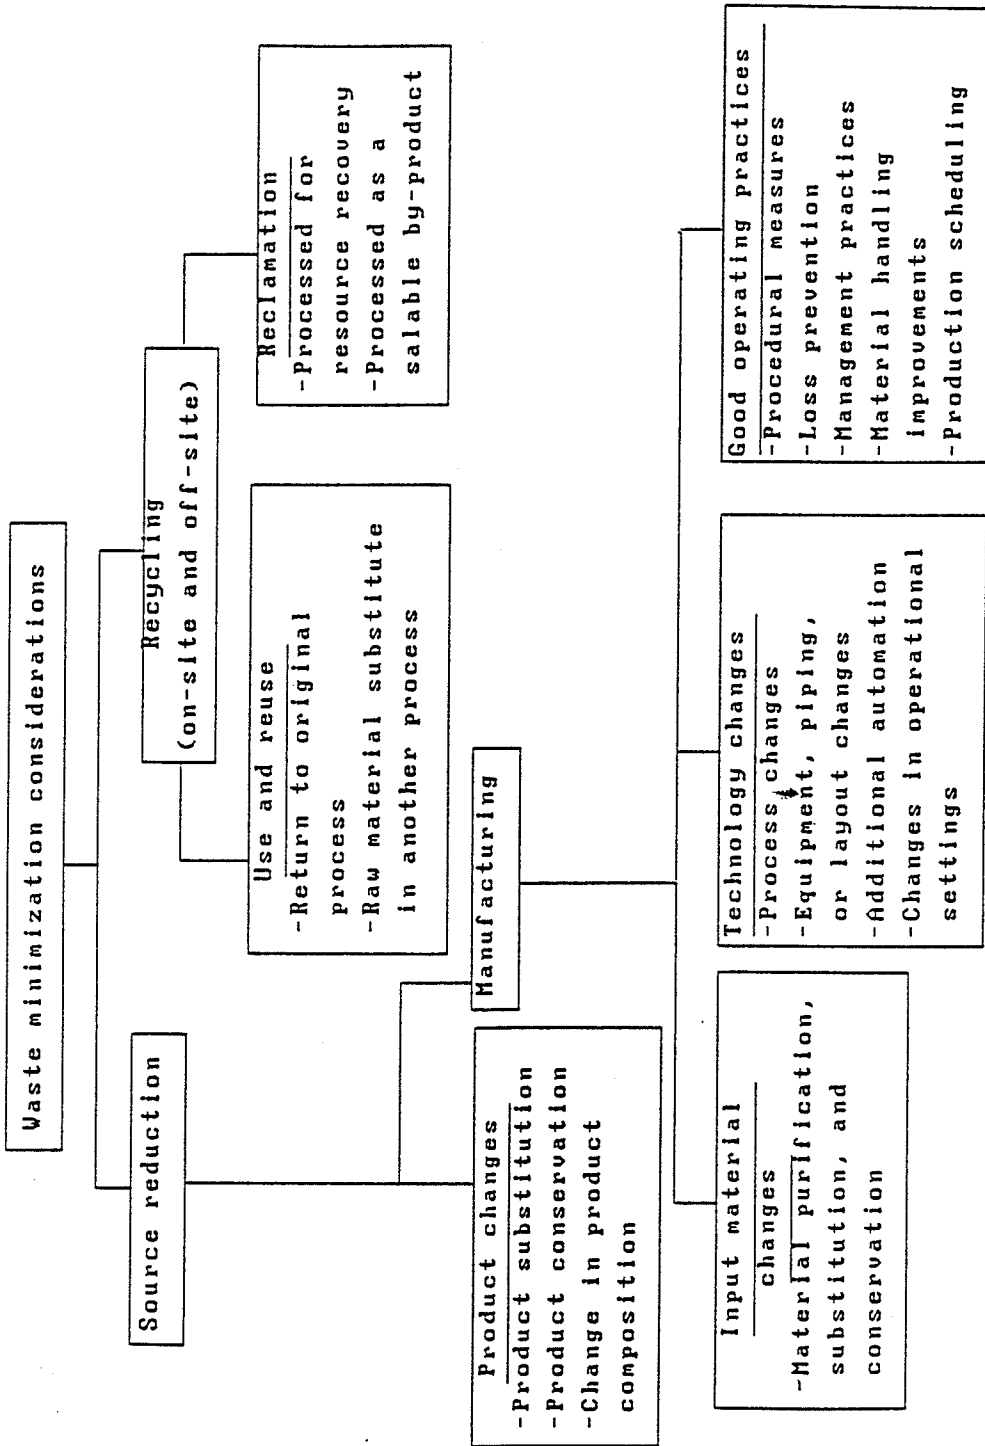 Waste minimization considerations
Source reduction
Recycling
(on-site and off-site)
Product changes
-Product substitution
-Product conservation
-Change in product
composition
Use and reuse
-Return to original
process
-Raw material substitute
in another process
Reclamation
-Processed for
resource recovery
-Processed as a
salable by-product
Manufacturing
Input material
changes
-Material purification,
substitution, and
conservation
Technology changes
-Process changes
-Equipment, piping,
or layout changes
-Additional automation
-Changes in operational
settings
Good operating practices
-Procedural measures
-Loss prevention
-Management practices
-Material handling
improvements
-Production scheduling